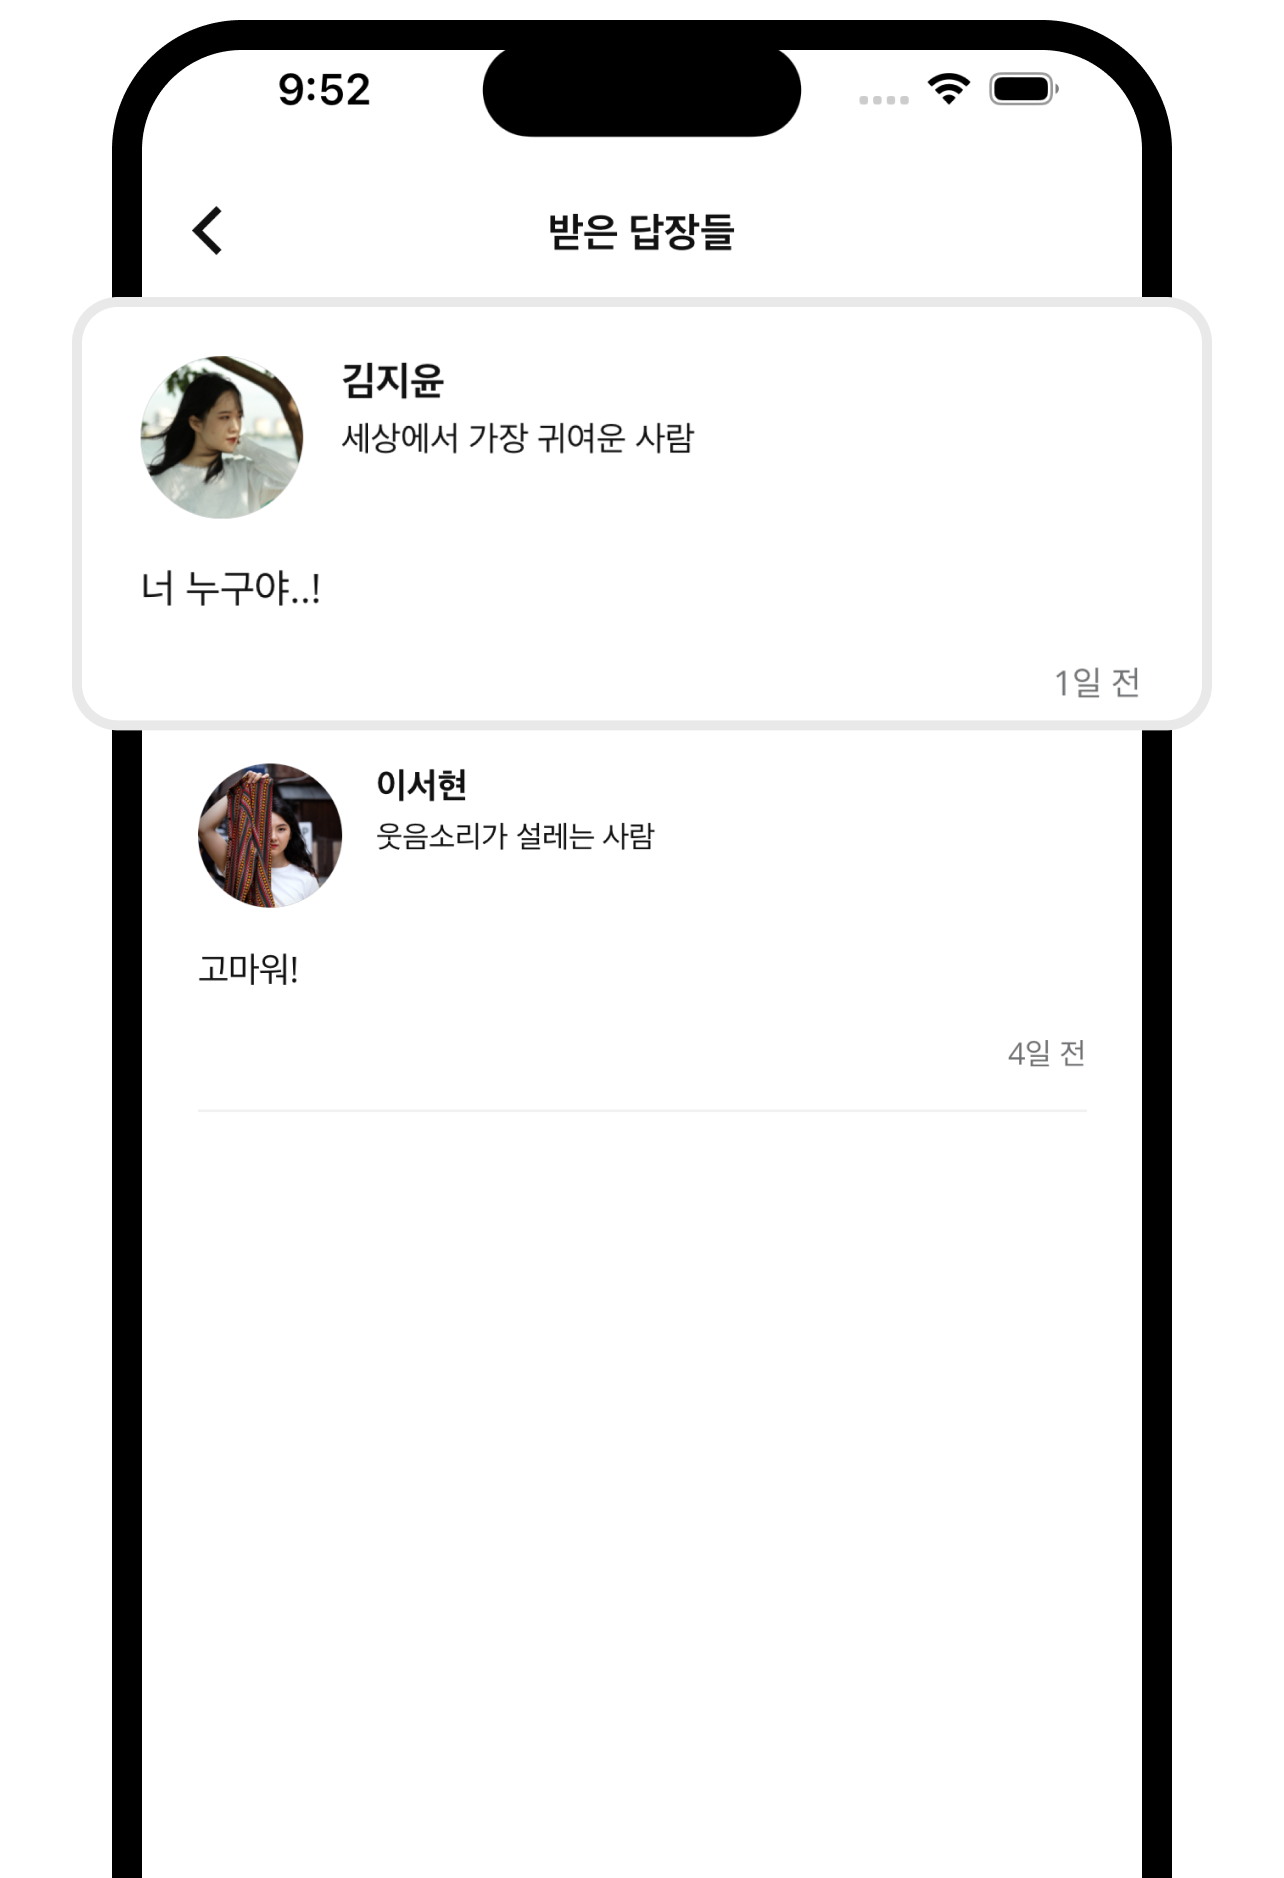 9:52
받은 답장들
김지윤
세상에서 가장 귀여운 사람
너 누구야..!
1일 전
이서현
웃음소리가 설레는 사람
고마워!
4일 전